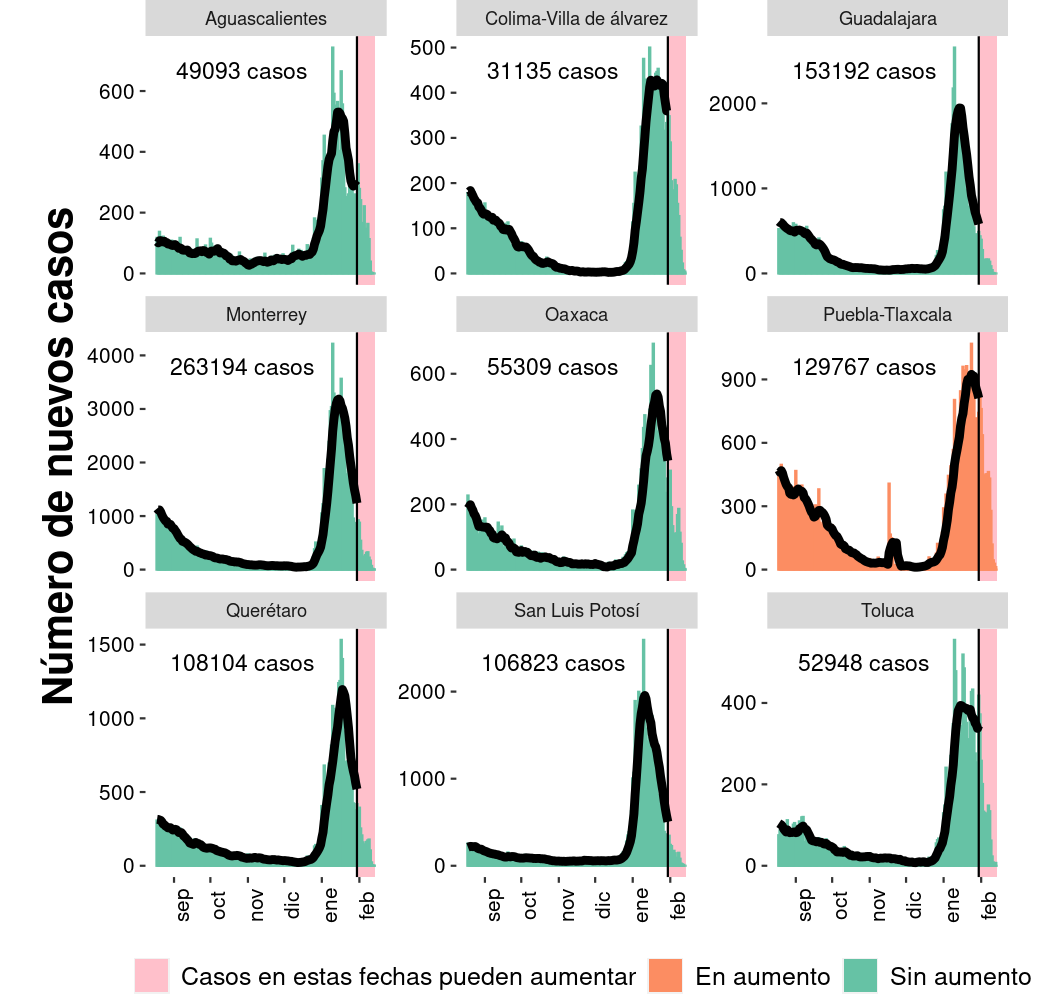 Número de nuevos casos
Aguascalientes
49093 casos
600
400
200
0
Colima-Villa de álvarez
31135 casos
500
400
300
200
100
0
Guadalajara
153192 casos
2000
1000
0
Monterrey
263194 casos
4000
3000
2000
1000
0
Oaxaca
55309 casos
600
400
200
0
Puebla-Tlaxcala
129767 casos
900
600
300
0
Querétaro
108104 casos
1500
1000
500
0
sep oct nov dic ene feb
San Luis Potosí
106823 casos
2000
1000
0
sep oct nov dic ene feb
Toluca
52948 casos
400
200
0
sep oct nov dic ene feb
Casos en estas fechas pueden aumentar En aumento Sin aumento